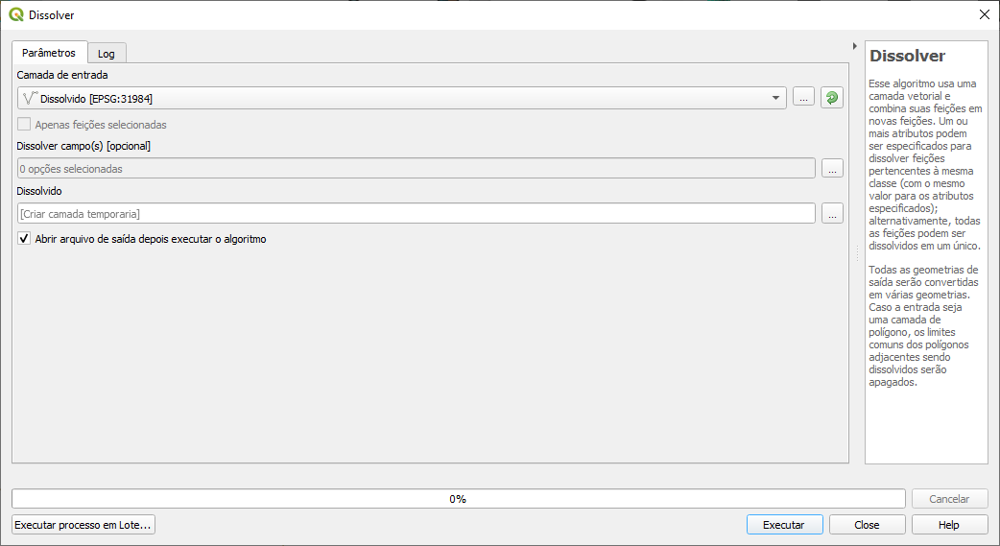 Dissolver
Parâmetros
Log
Camada de entrada
Dissolvido [EPSG:31984]
...
Apenas feições selecionadas
Dissolver campo(s) [opcional]
0 opções selecionadas
...
Dissolvido
[Criar camada temporaria]
...
Abrir arquivo de saída depois executar o algoritmo
Dissolver
Esse algoritmo usa uma
camada vetorial e
combina suas feições em
novas feições. Um ou
mais atributos podem
ser especificados para
dissolver feições
pertencentes à mesma
classe (com o mesmo
valor para os atributos
especificados);
alternativamente, todas
as feições podem ser
dissolvidos em um único.
Todas as geometrias de
saída serão convertidas
em várias geometrias.
Caso a entrada seja
uma camada de
polígono, os limites
comuns dos polígonos
adjacentes sendo
dissolvidos serão
apagados.
0%
Cancelar
Executar processo em Lote...
Executar
Close
Help